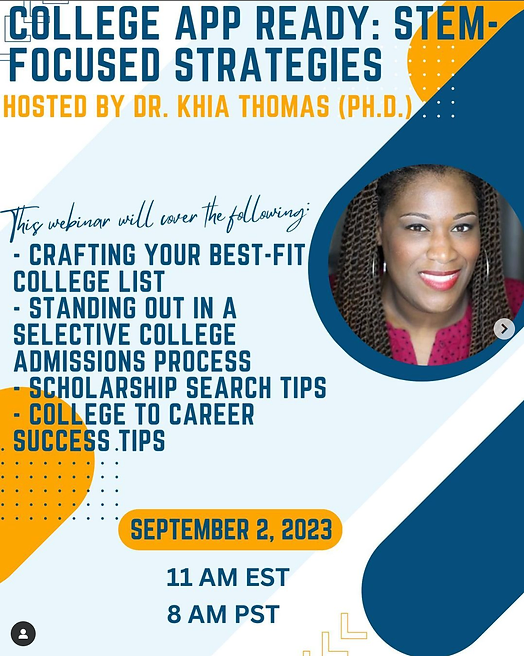 COLLEGE APP READY: STEM-
FOCUSED STRATEGIES
HOSTED BY DR. KHIA THOMAS (PH.D.)
This webinar will cover the following:
- CRAFTING YOUR BEST-FIT
COLLEGE LIST
- STANDING OUT IN A
SELECTIVE COLLEGE
ADMISSIONS PROCESS
- SCHOLARSHIP SEARCH TIPS
- COLLEGE TO CAREER
SUCCESS TIPS
SEPTEMBER 2, 2023
11 AM EST
8 AM PST